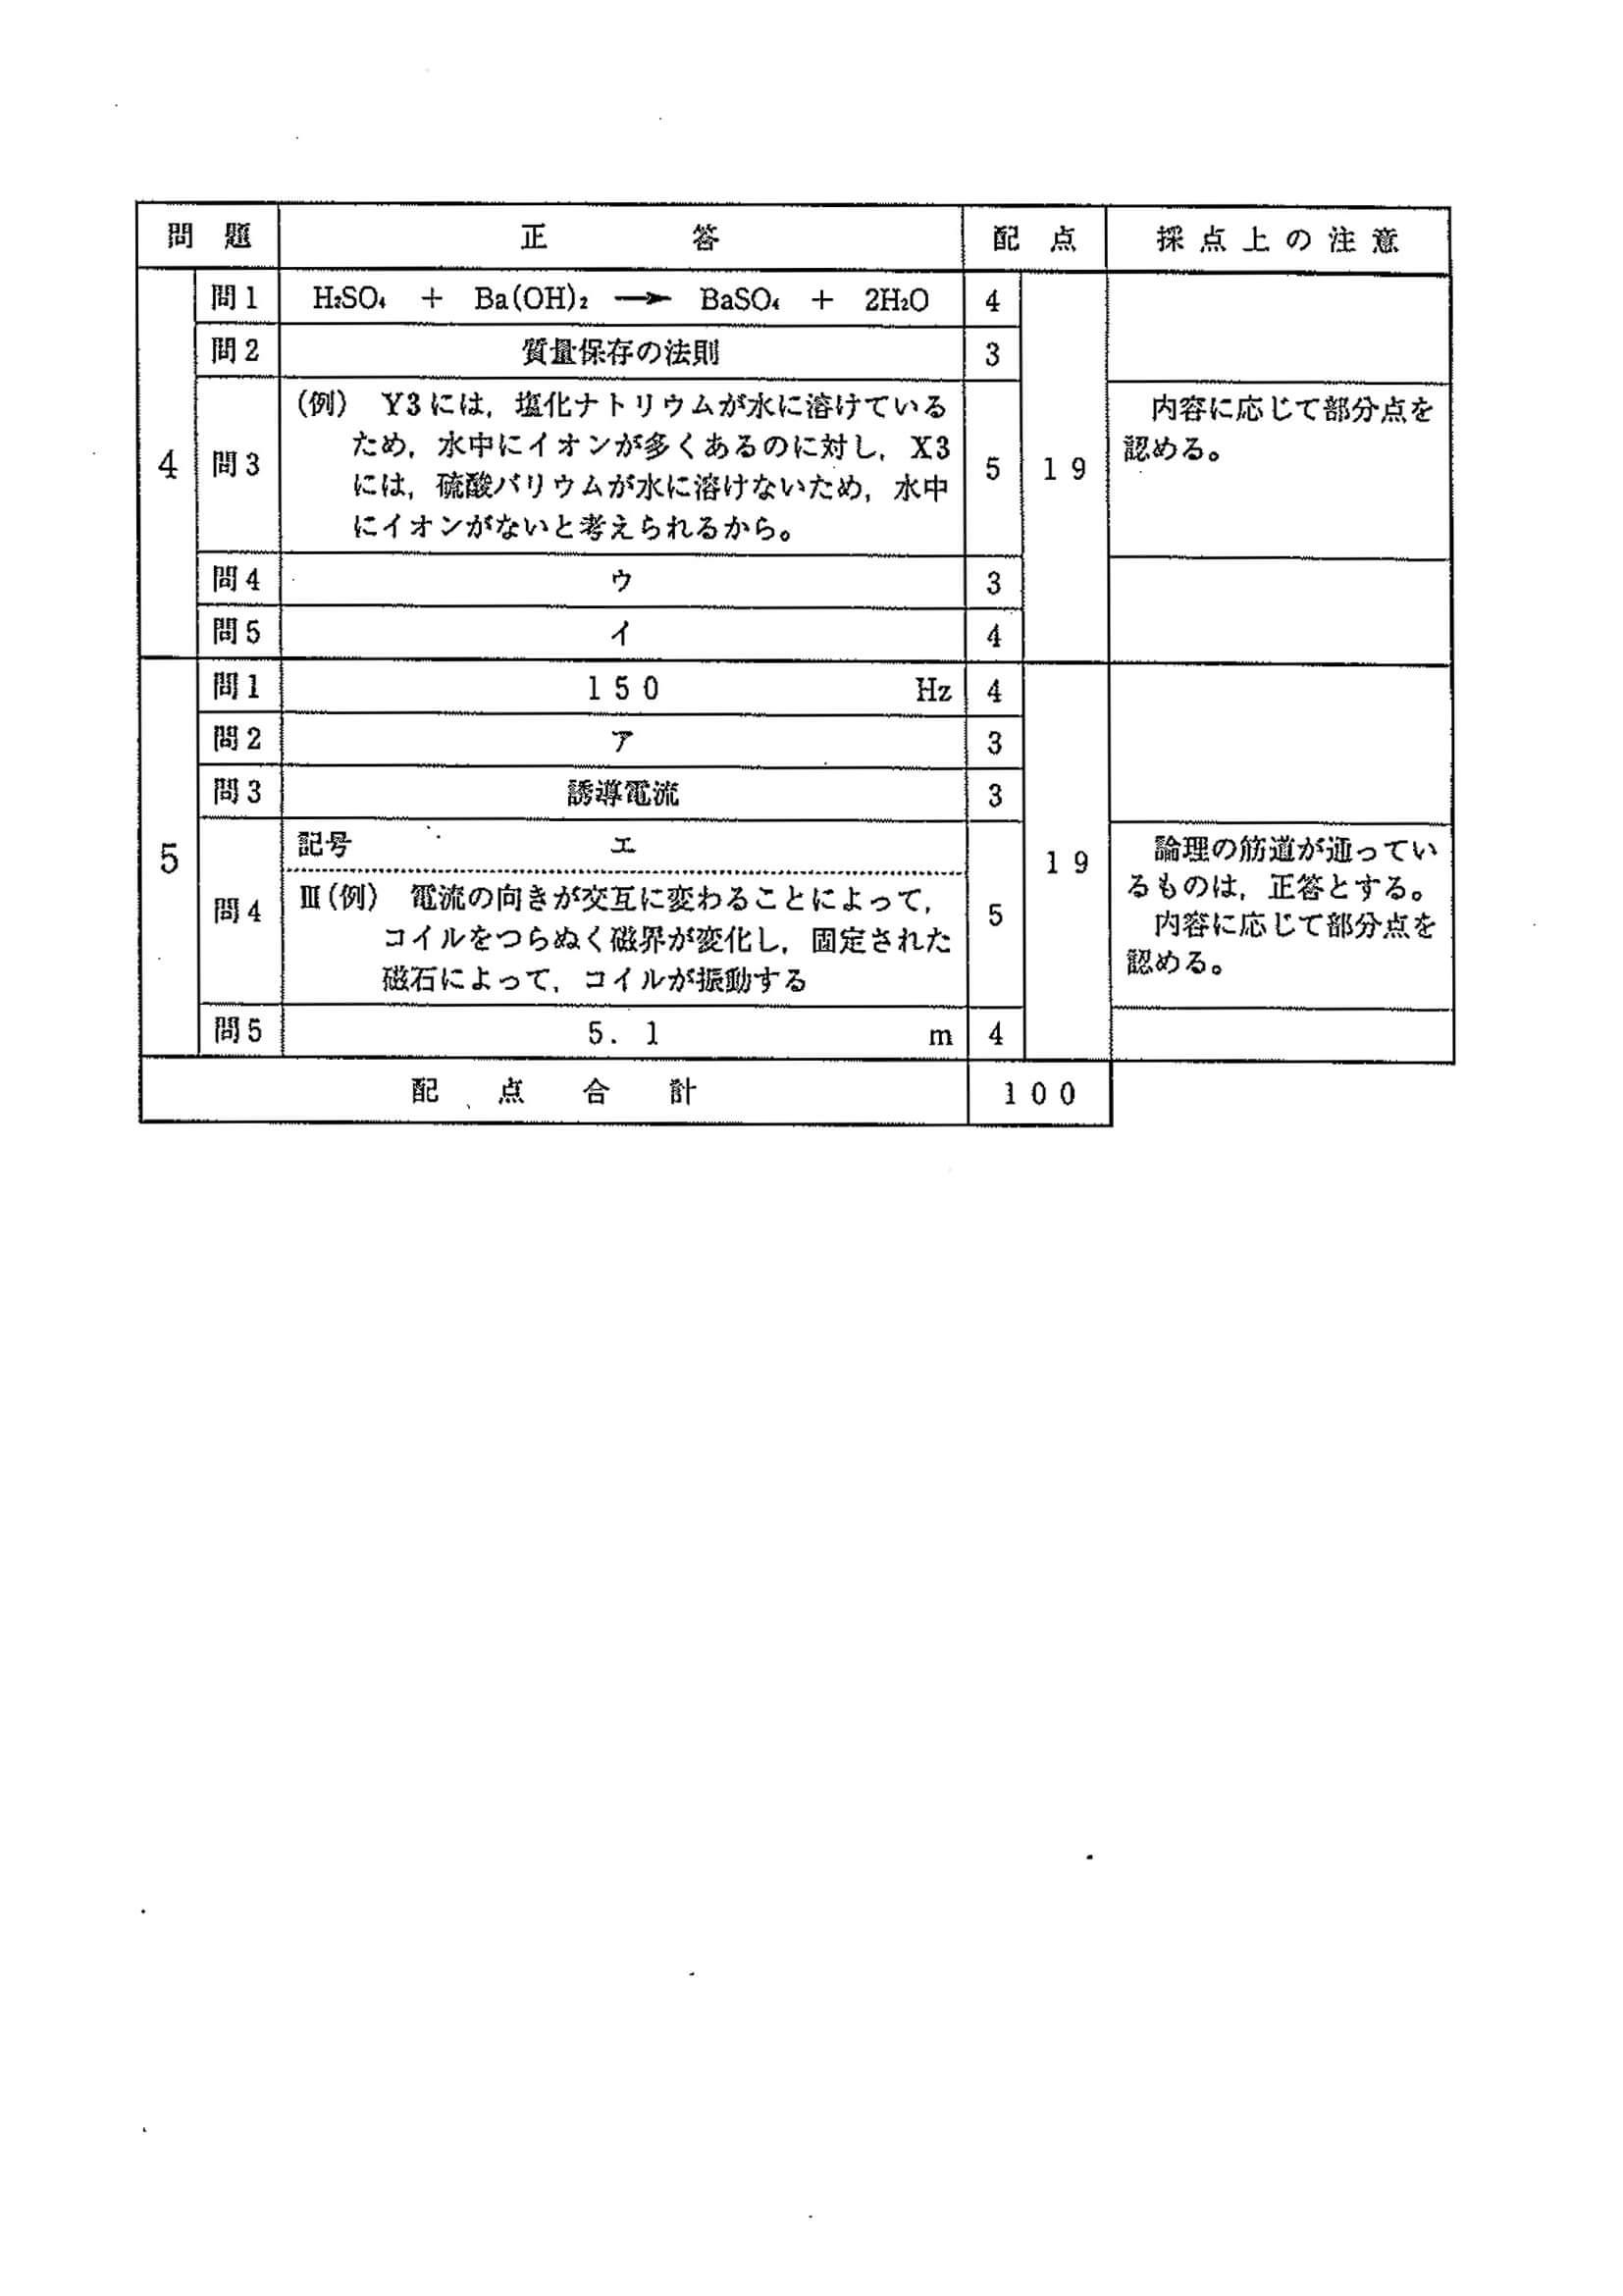 問 題 正 答 配 点 採点上の注意
4 問1 H₂SO₄ + Ba(OH)₂ → BaSO₄ + 2H₂O 4 19
問2 質量保存の法則 3
問3 (例) Y3には，塩化ナトリウムが水に溶けている
ため，水中にイオンが多くあるのに対し，X3
には，硫酸バリウムが水に溶けないため，水中
にイオンがないと考えられるから。
5
内容に応じて部分点を
認める。
問4 ウ 3
問5 イ 4
5 問1 150 Hz 4 19
問2 ア 3
問3 誘導電流 3
問4 記号 エ
Ⅲ(例) 電流の向きが交互に変わることによって，
コイルをつらぬく磁界が変化し，固定された
磁石によって，コイルが振動する
5
論理の筋道が通ってい
るものは，正答とする。
内容に応じて部分点を
認める。
問5 5.1 m 4
配 点 合 計 100